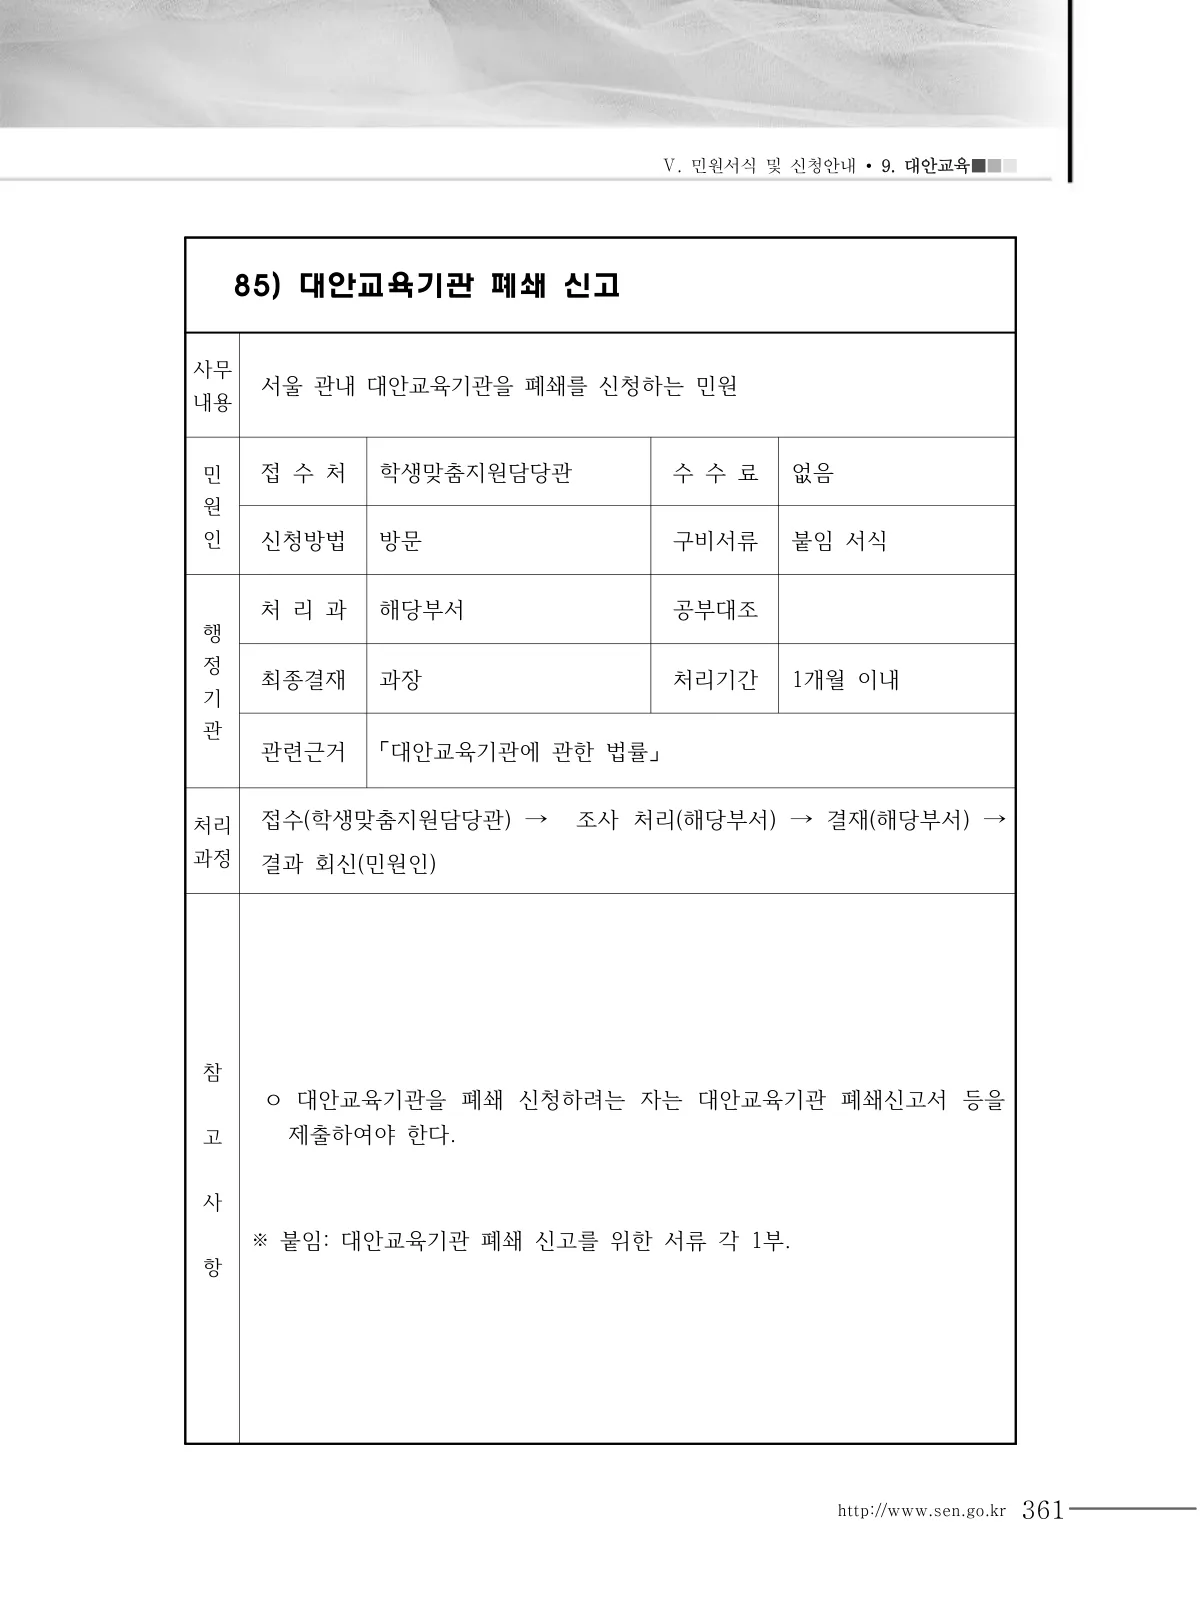 Ⅴ. 민원서식 및 신청안내 • 9. 대안교육
85) 대안교육기관 폐쇄 신고
사무
내용
서울 관내 대안교육기관을 폐쇄를 신청하는 민원
민
원
인
접 수 처 학생맞춤지원담당관 수 수 료 없음
신청방법 방문 구비서류 붙임 서식
행
정
기
관
처 리 과 해당부서 공부대조
최종결재 과장 처리기간 1개월 이내
관련근거 「대안교육기관에 관한 법률」
처리
과정
접수(학생맞춤지원담당관) → 조사 처리(해당부서) → 결재(해당부서) →
결과 회신(민원인)
참
고
사
항
ㅇ 대안교육기관을 폐쇄 신청하려는 자는 대안교육기관 폐쇄신고서 등을
제출하여야 한다.
※ 붙임: 대안교육기관 폐쇄 신고를 위한 서류 각 1부.
http://www.sen.go.kr 361